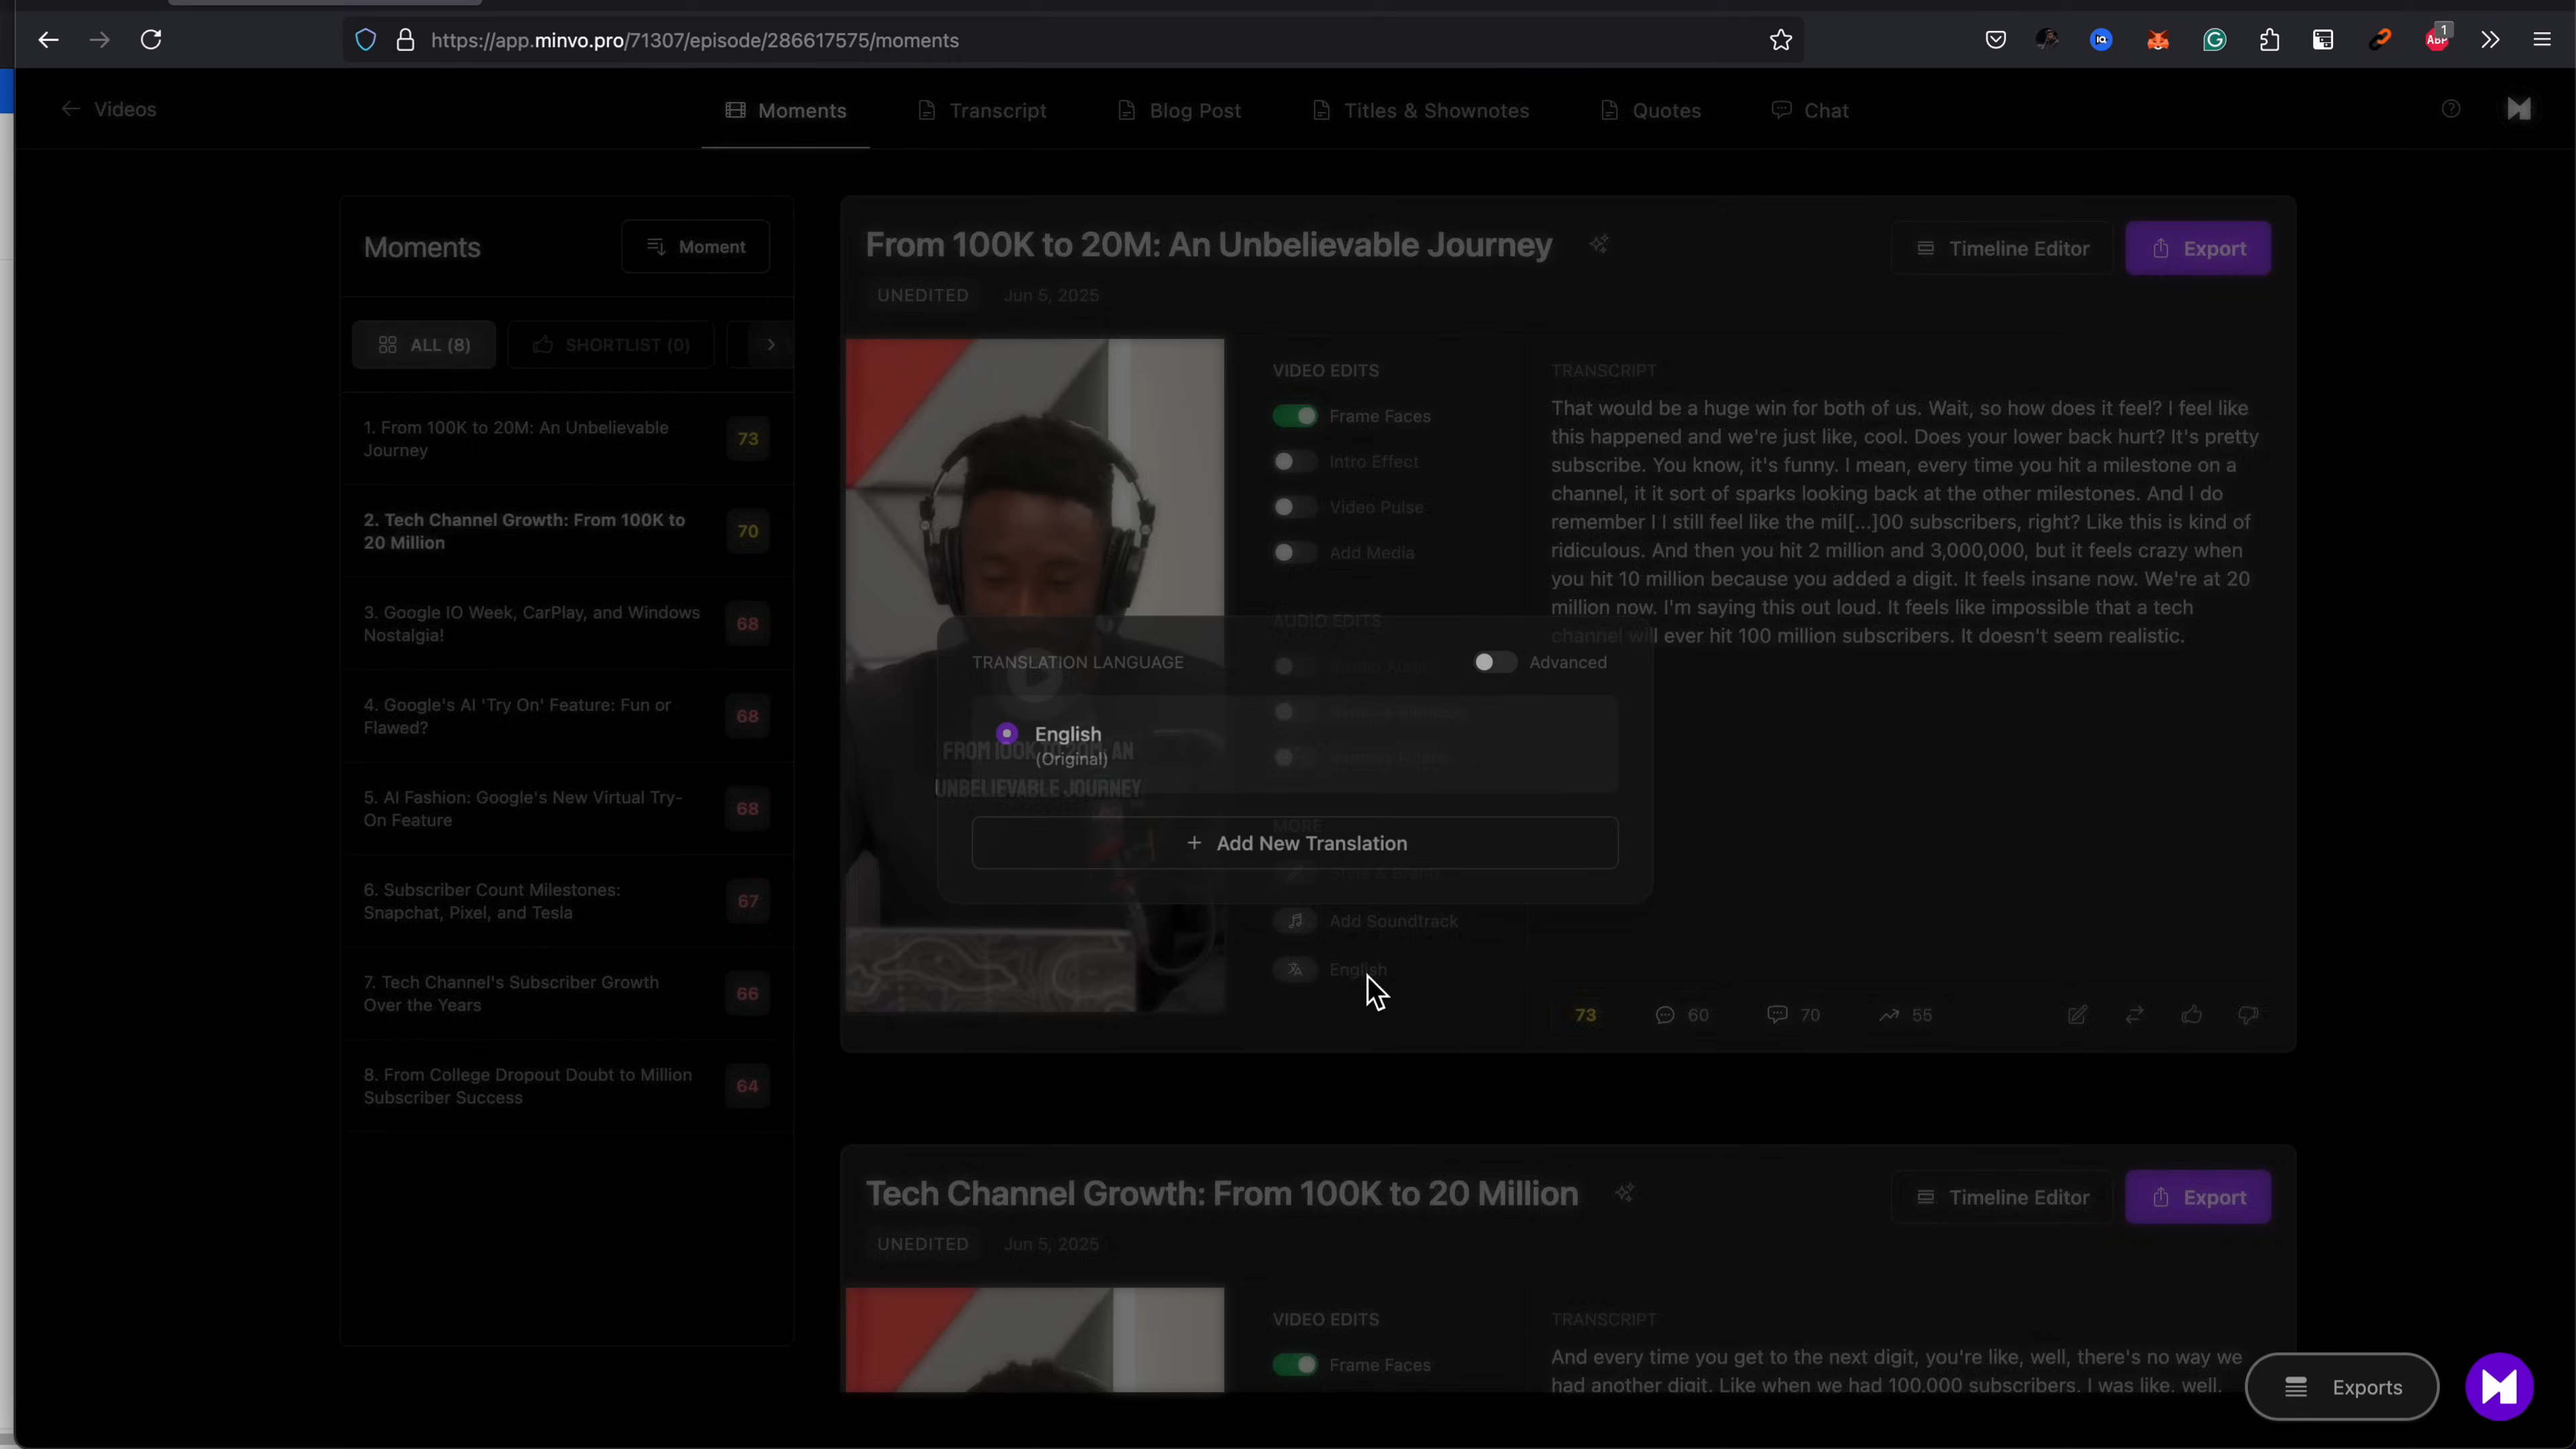 https://app.minvo.pro/71307/episode/286617575/moments
1
ABP
IQ
Videos
Moments
Transcript
Blog Post
Titles & Shownotes
Quotes
Chat
Moments
Moment
ALL (8)
SHORTLIST (0)
1. From 100K to 20M: An Unbelievable
Journey
73
2. Tech Channel Growth: From 100K to
20 Million
70
3. Google IO Week, CarPlay, and Windows
Nostalgia!
68
4. Google's AI 'Try On' Feature: Fun or
Flawed?
68
5. AI Fashion: Google's New Virtual Try-
On Feature
68
6. Subscriber Count Milestones:
Snapchat, Pixel, and Tesla
67
7. Tech Channel's Subscriber Growth
Over the Years
66
8. From College Dropout Doubt to Million
Subscriber Success
64
From 100K to 20M: An Unbelievable Journey
Timeline Editor
Export
UNEDITED
Jun 5, 2025
FROM 100K TO 20M: AN
UNBELIEVABLE JOURNEY
VIDEO EDITS
Frame Faces
Intro Effect
Video Pulse
Add Media
AUDIO EDITS
MORE
Style & Brand
Add Soundtrack
English
TRANSCRIPT
That would be a huge win for both of us. Wait, so how does it feel? I feel like
this happened and we're just like, cool. Does your lower back hurt? It's pretty
subscribe. You know, it's funny. I mean, every time you hit a milestone on a
channel, it it sort of sparks looking back at the other milestones. And I do
remember I I still feel like the mil[...]00 subscribers, right? Like this is kind of
ridiculous. And then you hit 2 million and 3,000,000, but it feels crazy when
you hit 10 million because you added a digit. It feels insane now. We're at 20
million now. I'm saying this out loud. It feels like impossible that a tech
channel will ever hit 100 million subscribers. It doesn't seem realistic.
73
60
70
55
TRANSLATION LANGUAGE
Advanced
English
(Original)
+ Add New Translation
Tech Channel Growth: From 100K to 20 Million
Timeline Editor
Export
UNEDITED
Jun 5, 2025
VIDEO EDITS
Frame Faces
TRANSCRIPT
And every time you get to the next digit, you're like, well, there's no way we
had another digit. Like when we had 100,000 subscribers, I was like, well,
Exports